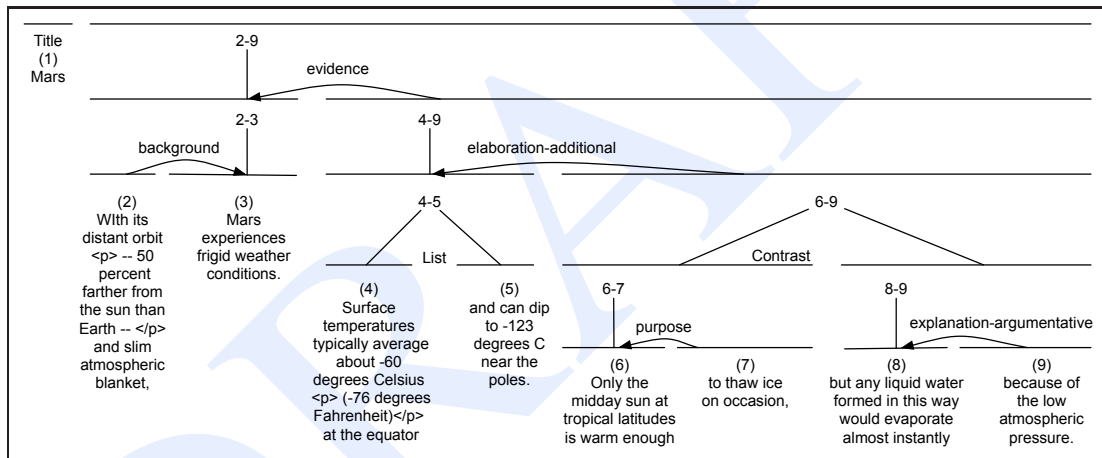 Title
(1)
Mars
2-9
evidence
2-3
4-9
background
elaboration-additional
(2)
WIth its
distant orbit
<p> -- 50
percent
farther from
the sun than
Earth -- </p>
and slim
atmospheric
blanket,
(3)
Mars
experiences
frigid weather
conditions.
4-5
6-9
List
Contrast
(4)
Surface
temperatures
typically average
about -60
degrees Celsius
<p> (-76 degrees
Fahrenheit)</p>
at the equator
(5)
and can dip
to -123
degrees C
near the
poles.
6-7
8-9
purpose
explanation-argumentative
(6)
Only the
midday sun at
tropical latitudes
is warm enough
(7)
to thaw ice
on occasion,
(8)
but any liquid water
formed in this way
would evaporate
almost instantly
(9)
because of
the low
atmospheric
pressure.